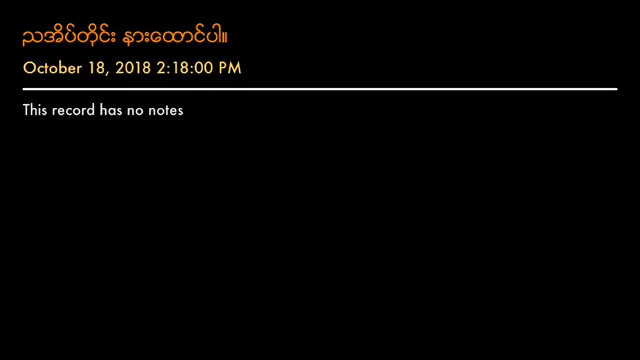 ညအိပ်တိုင်း နားထောင်ပါ။
October 18, 2018 2:18:00 PM
This record has no notes